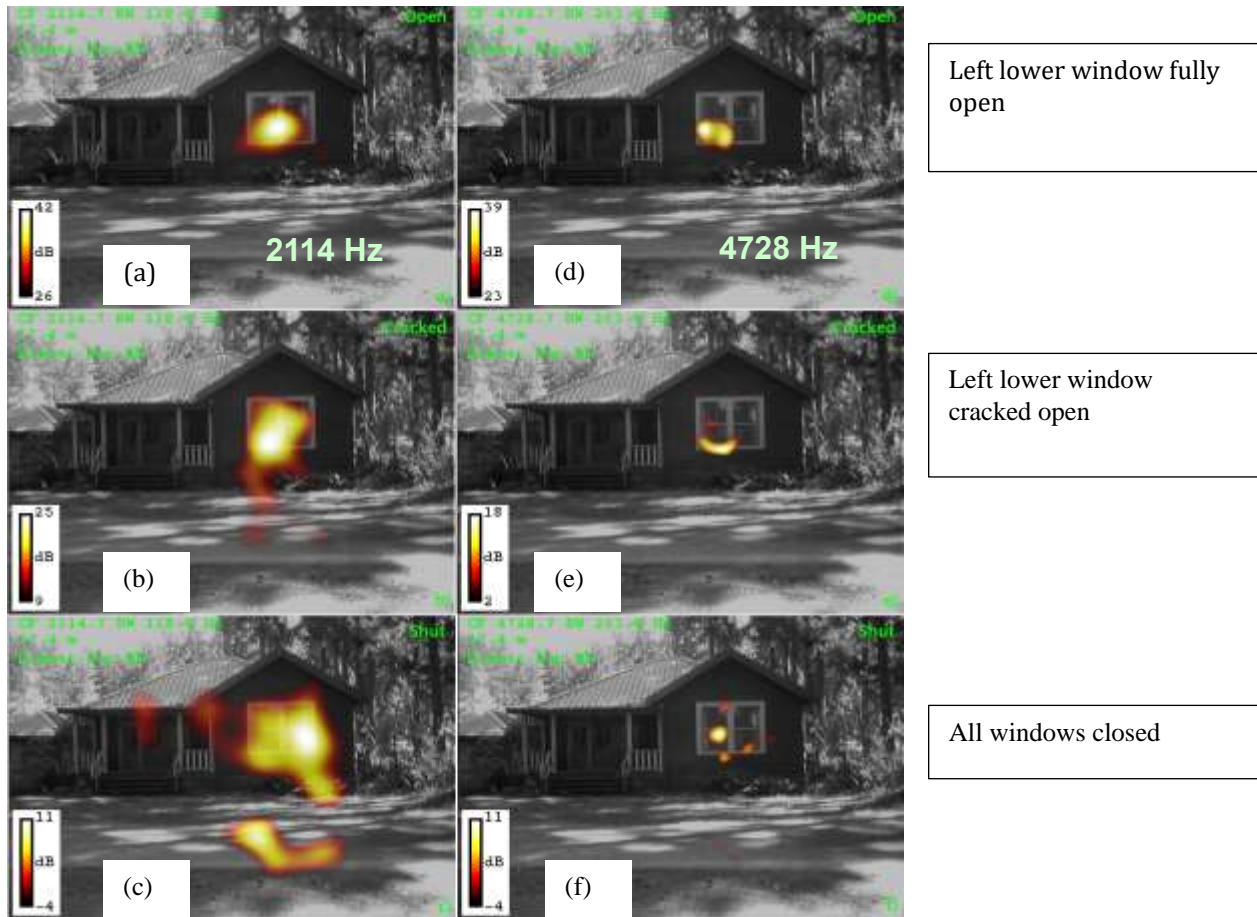 Open
Open
Left lower window fully
open
42
dB
26
(a)
2114 Hz
39
dB
23
(d)
4728 Hz
Cracked
Cracked
Left lower window
cracked open
25
dB
9
(b)
18
dB
2
(e)
Shut
Shut
All windows closed
11
dB
-4
(c)
11
dB
-4
(f)